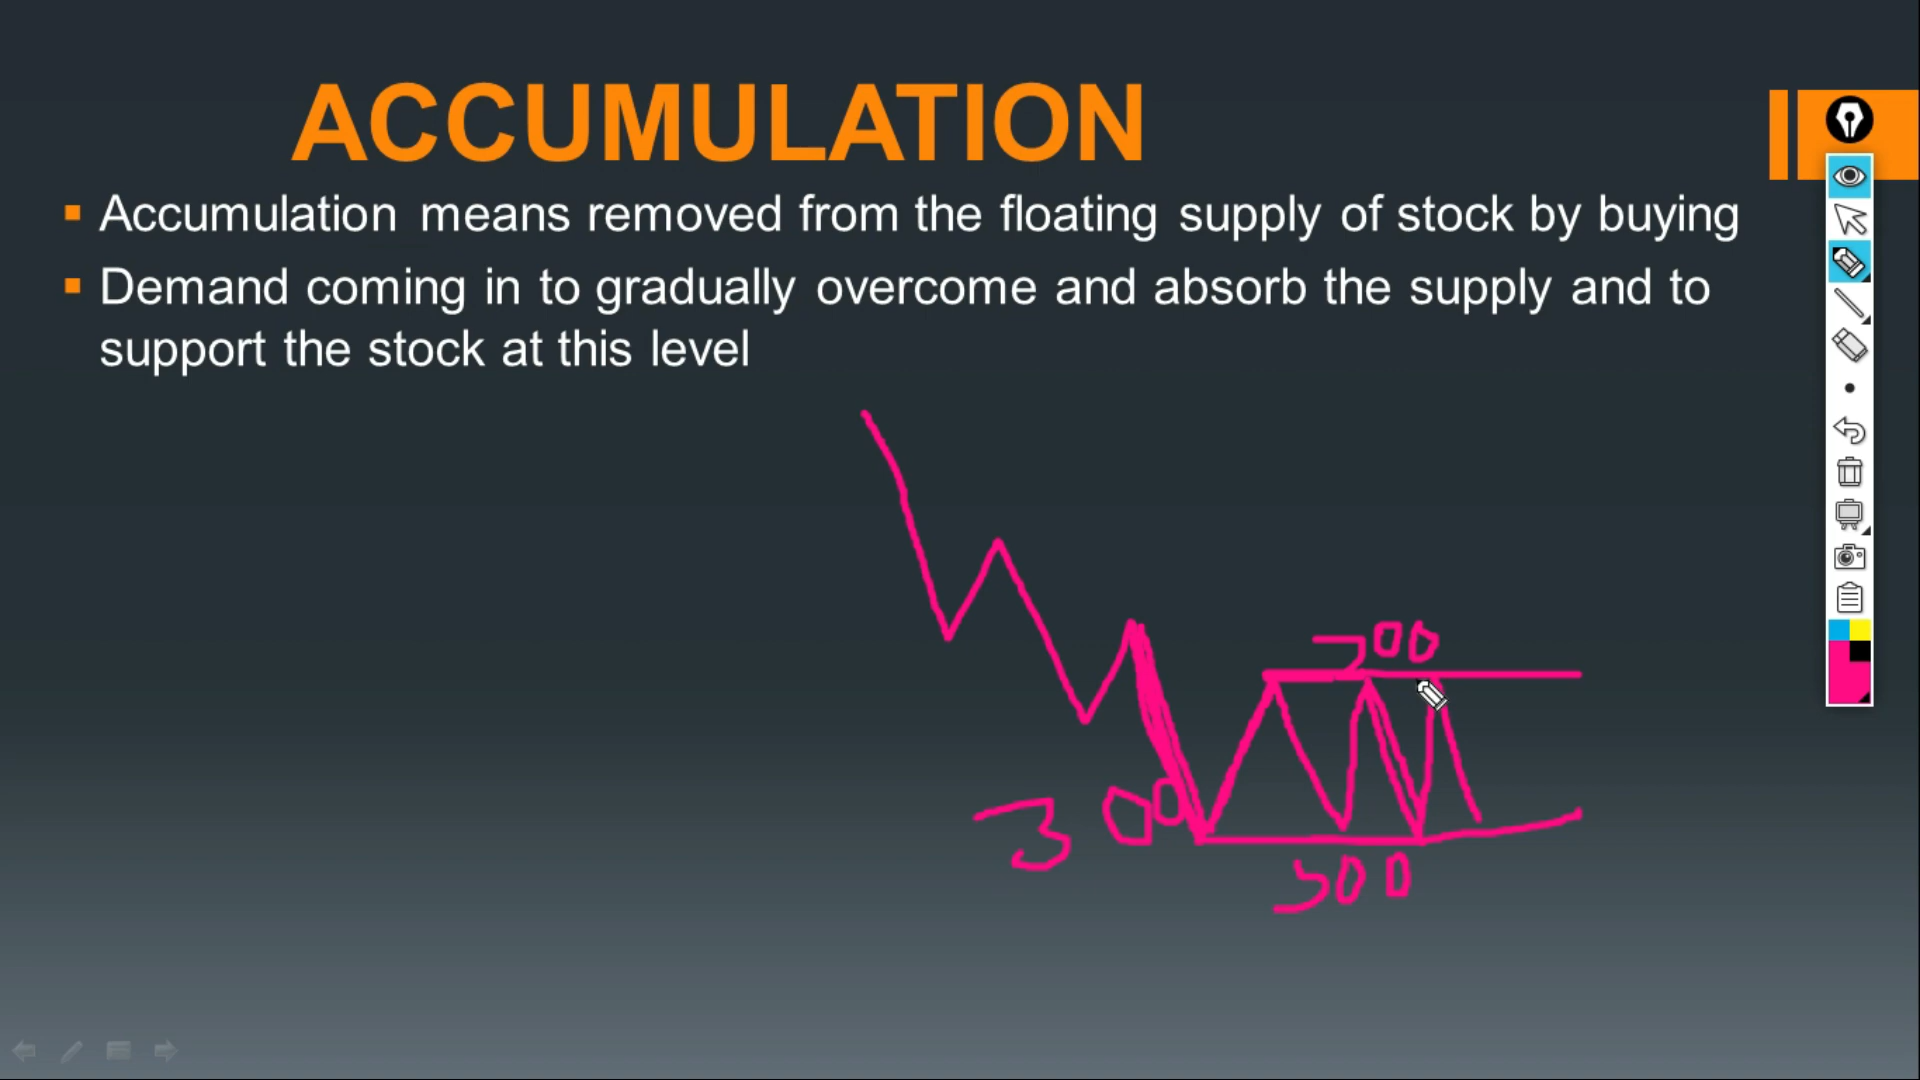 ACCUMULATION
Accumulation means removed from the floating supply of stock by buying
Demand coming in to gradually overcome and absorb the supply and to
support the stock at this level
700
300
500